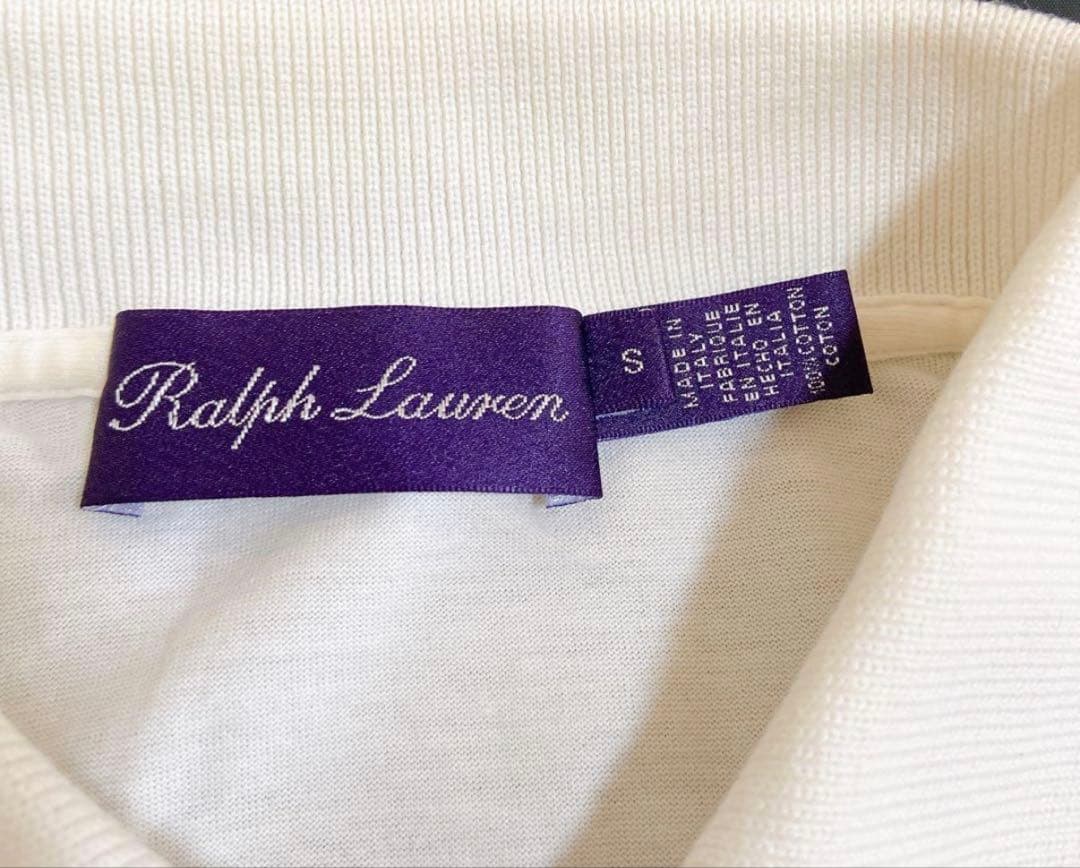 Ralph Lauren
S
MADE IN
ITALY
FABRIQUE
EN ITALIE
HECHO EN
ITALIA
100% COTTON
COTON